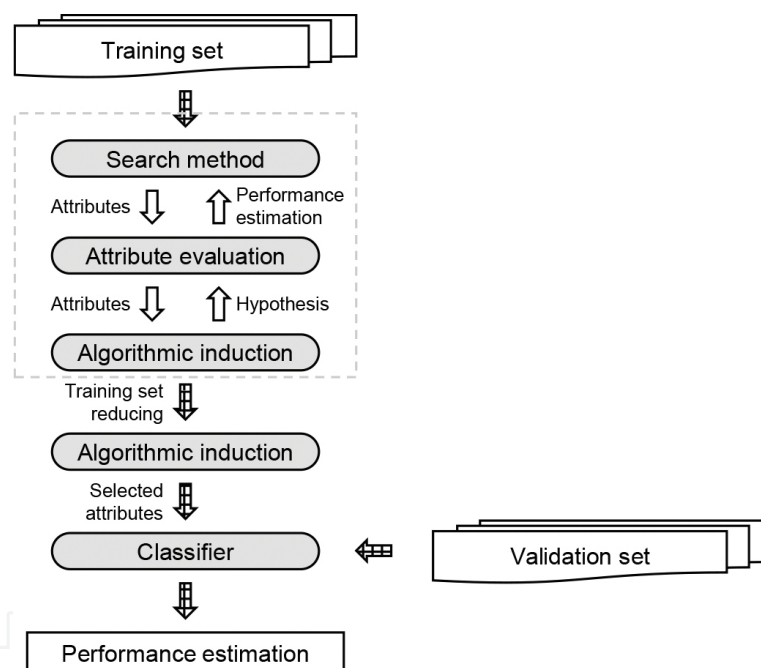 Training set
Search method
Attributes
Performance
estimation
Attribute evaluation
Attributes
Hypothesis
Algorithmic induction
Training set
reducing
Algorithmic induction
Selected
attributes
Classifier
Validation set
Performance estimation